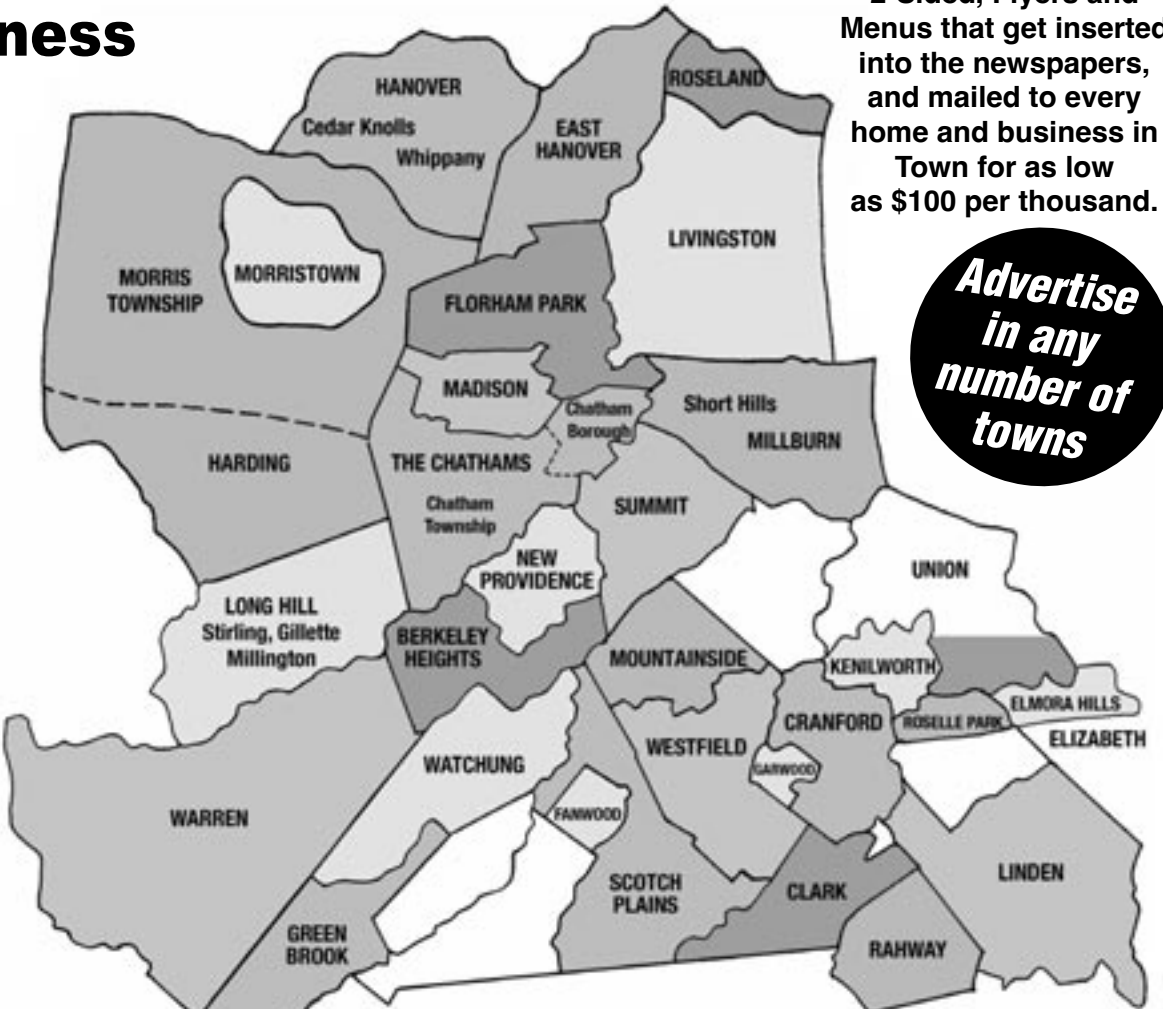 ness
2-Sided, Flyers and
Menus that get inserted
into the newspapers,
and mailed to every
home and business in
Town for as low
as $100 per thousand.
Advertise
in any
number of
towns
HANOVER
Cedar Knolls
Whippany
EAST
HANOVER
ROSELAND
LIVINGSTON
MORRIS
TOWNSHIP
MORRISTOWN
FLORHAM PARK
MADISON
Chatham
Borough
Short Hills
MILLBURN
HARDING
THE CHATHAMS
Chatham
Township
SUMMIT
NEW
PROVIDENCE
UNION
LONG HILL
Stirling, Gillette
Millington
BERKELEY
HEIGHTS
MOUNTAINSIDE
KENILWORTH
ELMORA HILLS
ROSELLE PARK
ELIZABETH
CRANFORD
WESTFIELD
GARWOOD
WATCHUNG
WARREN
FANWOOD
SCOTCH
PLAINS
CLARK
LINDEN
GREEN
BROOK
RAHWAY